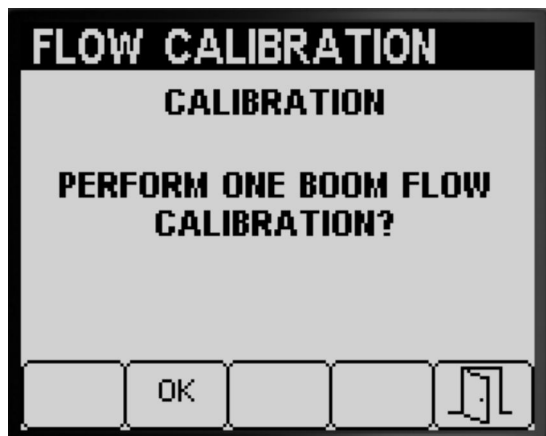 FLOW CALIBRATION
CALIBRATION
PERFORM ONE BOOM FLOW
CALIBRATION?
OK